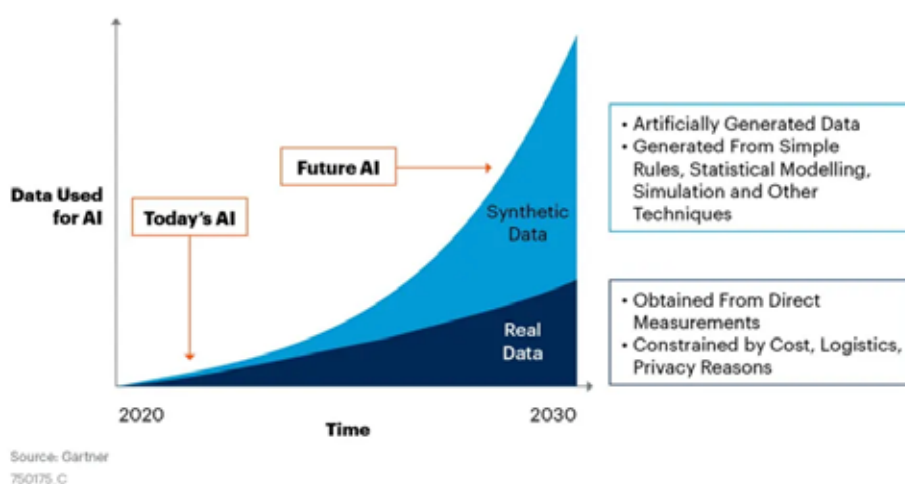 Data Used
for AI
Today's AI
Future AI
Synthetic
Data
Real
Data
2020
2030
Time
• Artificially Generated Data
• Generated From Simple
Rules, Statistical Modelling,
Simulation and Other
Techniques
• Obtained From Direct
Measurements
• Constrained by Cost, Logistics,
Privacy Reasons
Source: Gartner
750175_C